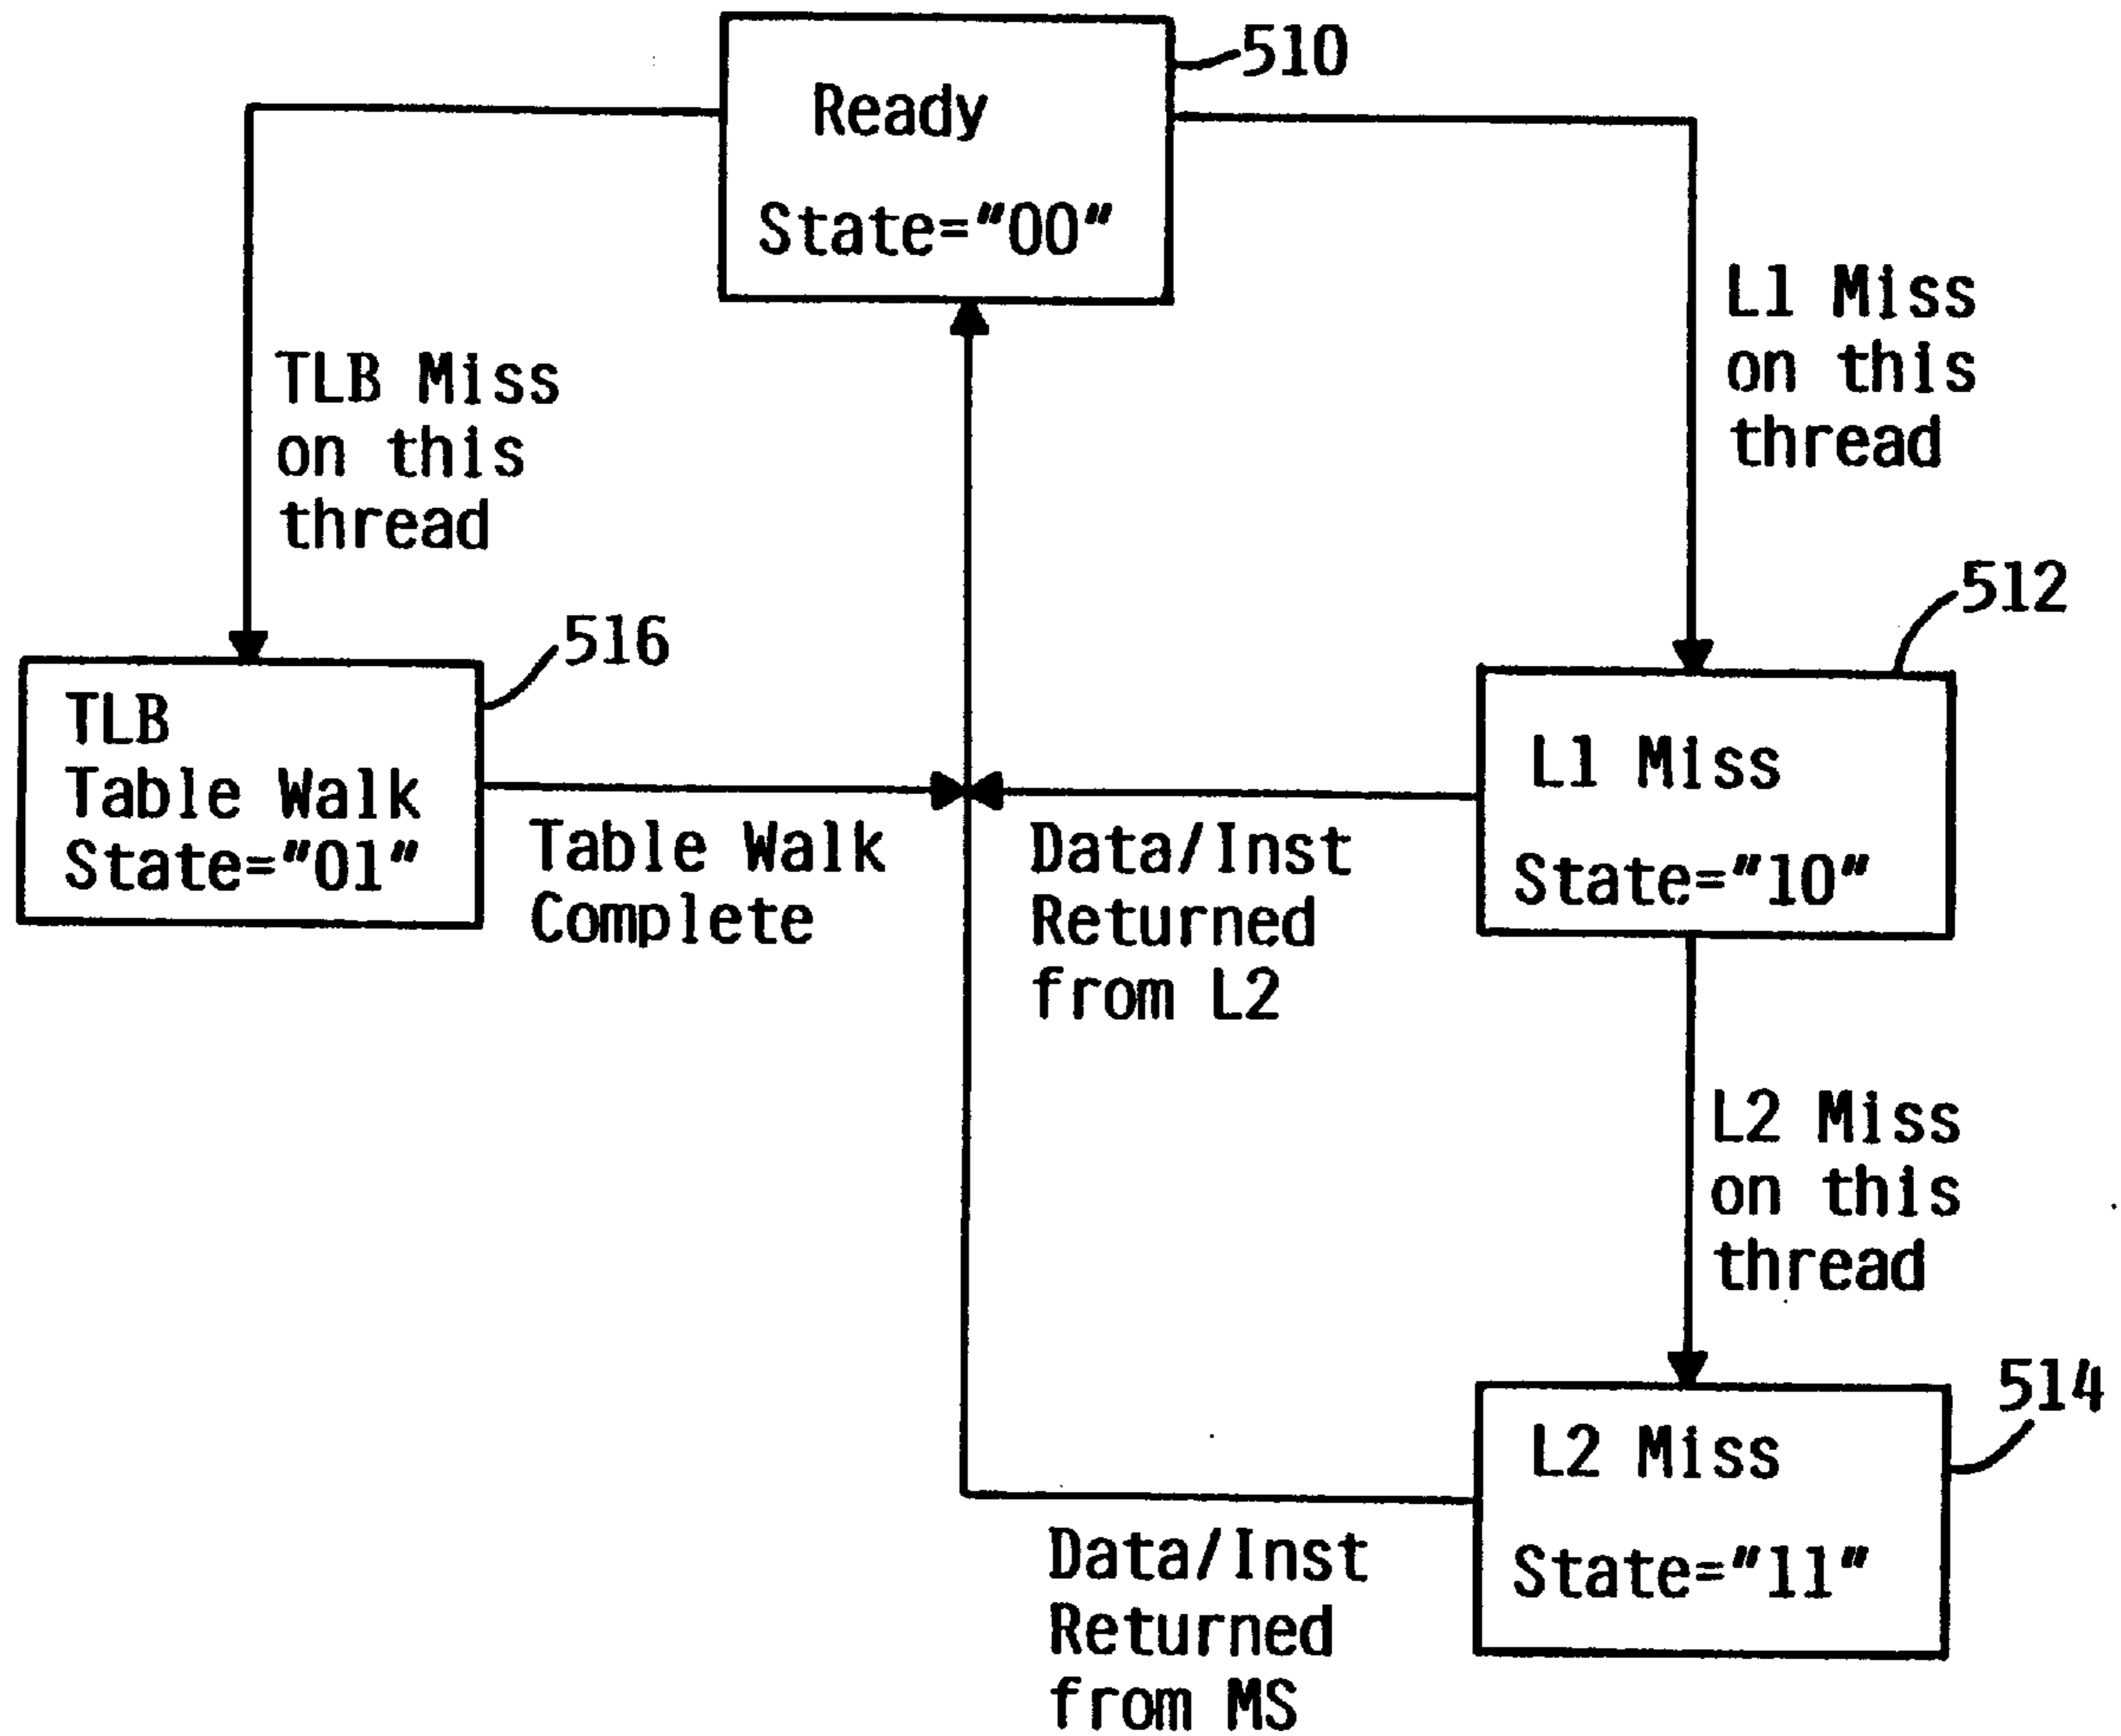 510
Ready
State="00"
TLB Miss
on this
thread
L1 Miss
on this
thread
516
TLB
Table Walk
State="01"
Table Walk
Complete
Data/Inst
Returned
from L2
512
L1 Miss
State="10"
L2 Miss
on this
thread
514
L2 Miss
State="11"
Data/Inst
Returned
from MS